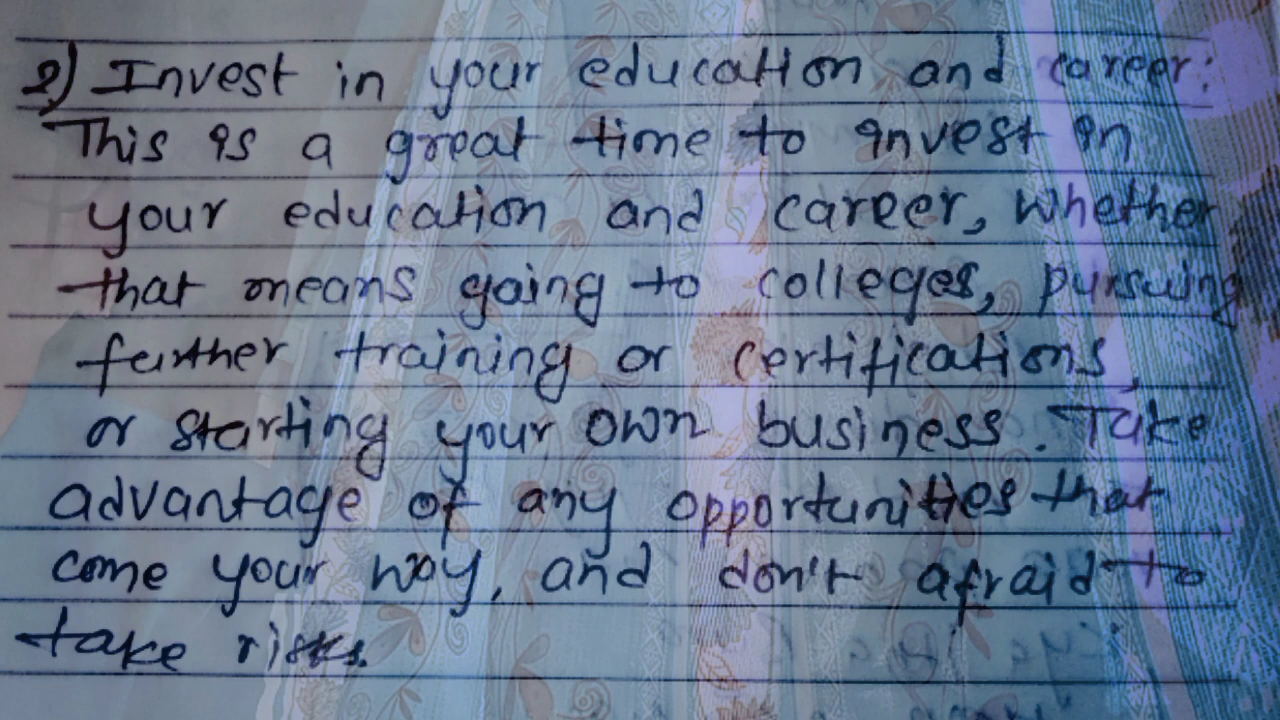 2) Invest in your education and career:
This is a great time to invest in
your education and career, whether
that means going to colleges, pursuing
further training or certifications,
or starting your own business. Take
advantage of any opportunities that
come your way, and don't afraid to
take risks.